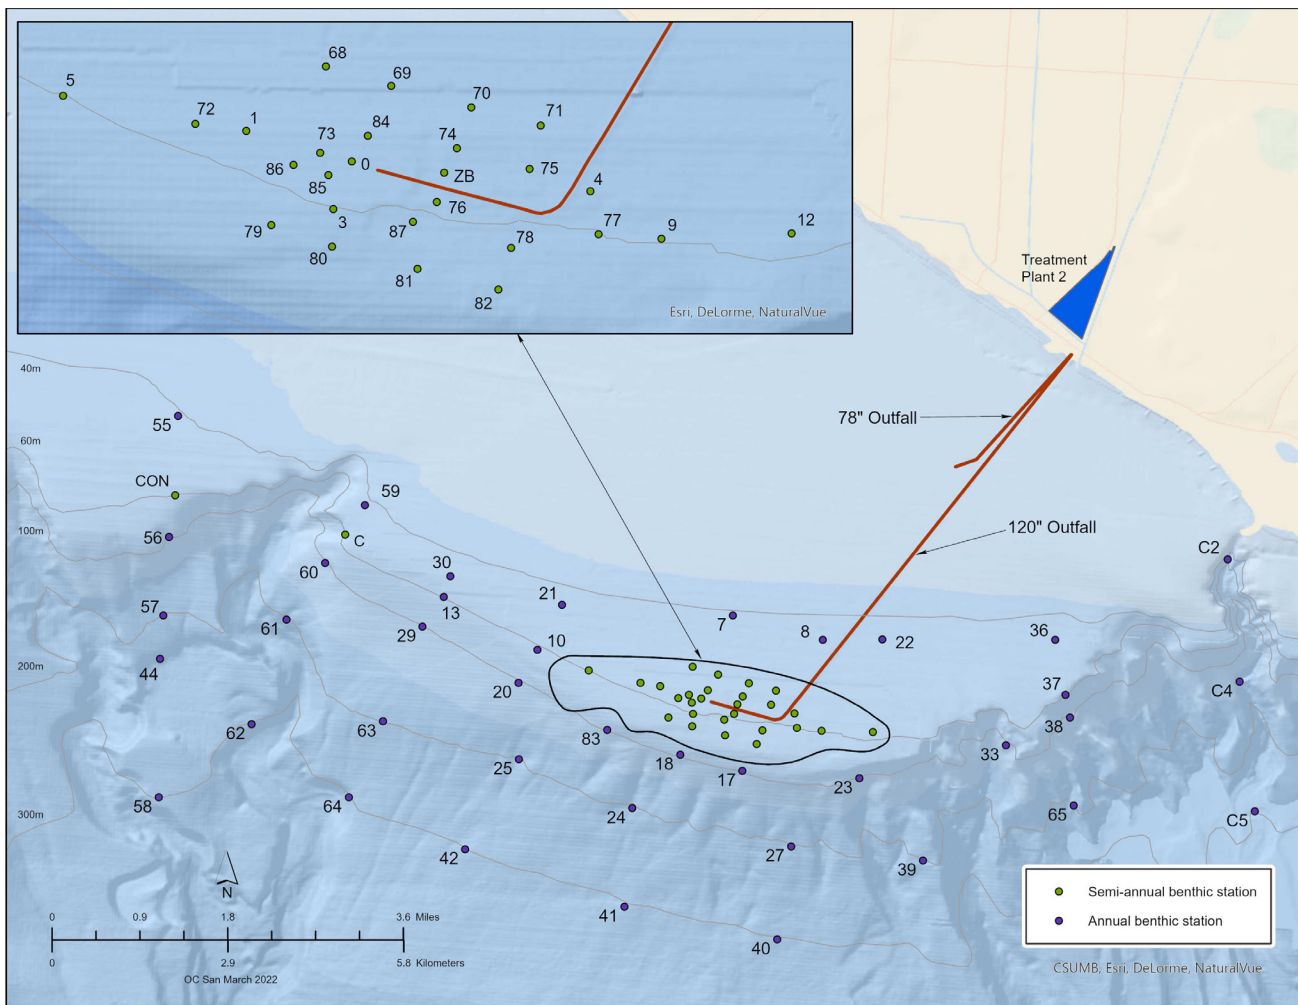 68
5
69
70
72
1
84
71
73
74
86
0
ZB
75
85
4
76
3
77
9
12
79
87
78
80
81
82
Esri, DeLorme, NaturalVue
Treatment
Plant 2
40m
55
78" Outfall
60m
CON
59
120" Outfall
100m
56
C
C2
60
30
57
21
13
7
61
29
8
22
36
10
200m
44
20
37
C4
62
63
38
83
33
18
25
17
23
58
64
65
300m
24
C5
42
27
39
N
41
40
0
0.9
1.8
3.6 Miles
0
2.9
5.8 Kilometers
OC San March 2022
Semi-annual benthic station
Annual benthic station
CSUMB, Esri, DeLorme, NaturalVue